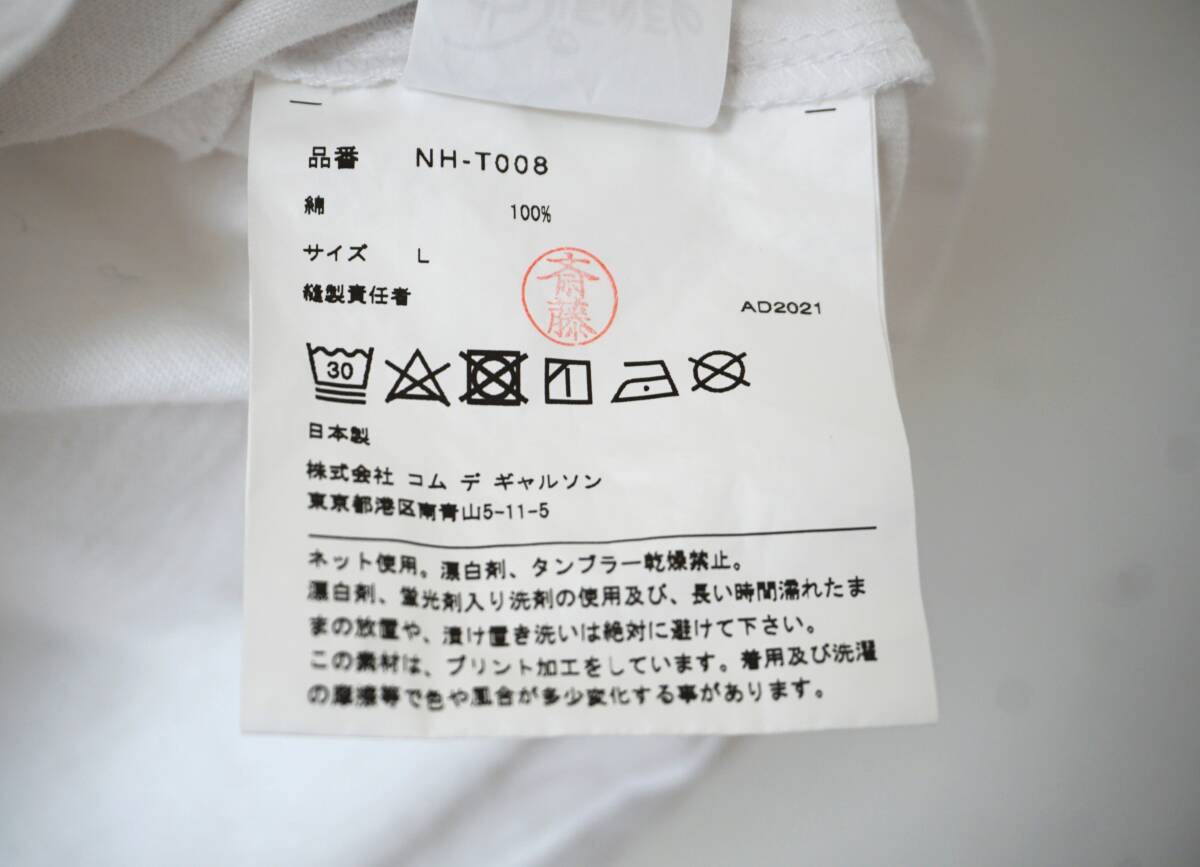 品番 NH-T008
綿 100%
サイズ L
縫製責任者 斎藤 AD2021
30
日本製
株式会社 コム デ ギャルソン
東京都港区南青山5-11-5
ネット使用。漂白剤、タンブラー乾燥禁止。
漂白剤、蛍光剤入り洗剤の使用及び、長い時間濡れたま
まの放置や、漬け置き洗いは絶対に避けて下さい。
この素材は、プリント加工をしています。着用及び洗濯
の摩擦等で色や風合が多少変化する事があります。